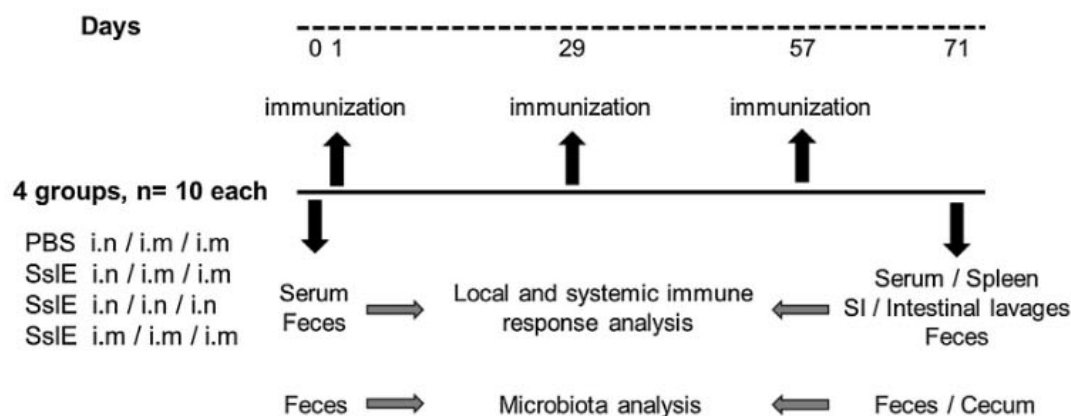 Days
0 1 29 57 71
immunization immunization immunization
4 groups, n= 10 each
PBS i.n / i.m / i.m
SslE i.n / i.m / i.m
SslE i.n / i.n / i.n
SslE i.m / i.m / i.m
Serum
Feces
Local and systemic immune
response analysis
Serum / Spleen
SI / Intestinal lavages
Feces
Feces Microbiota analysis Feces / Cecum